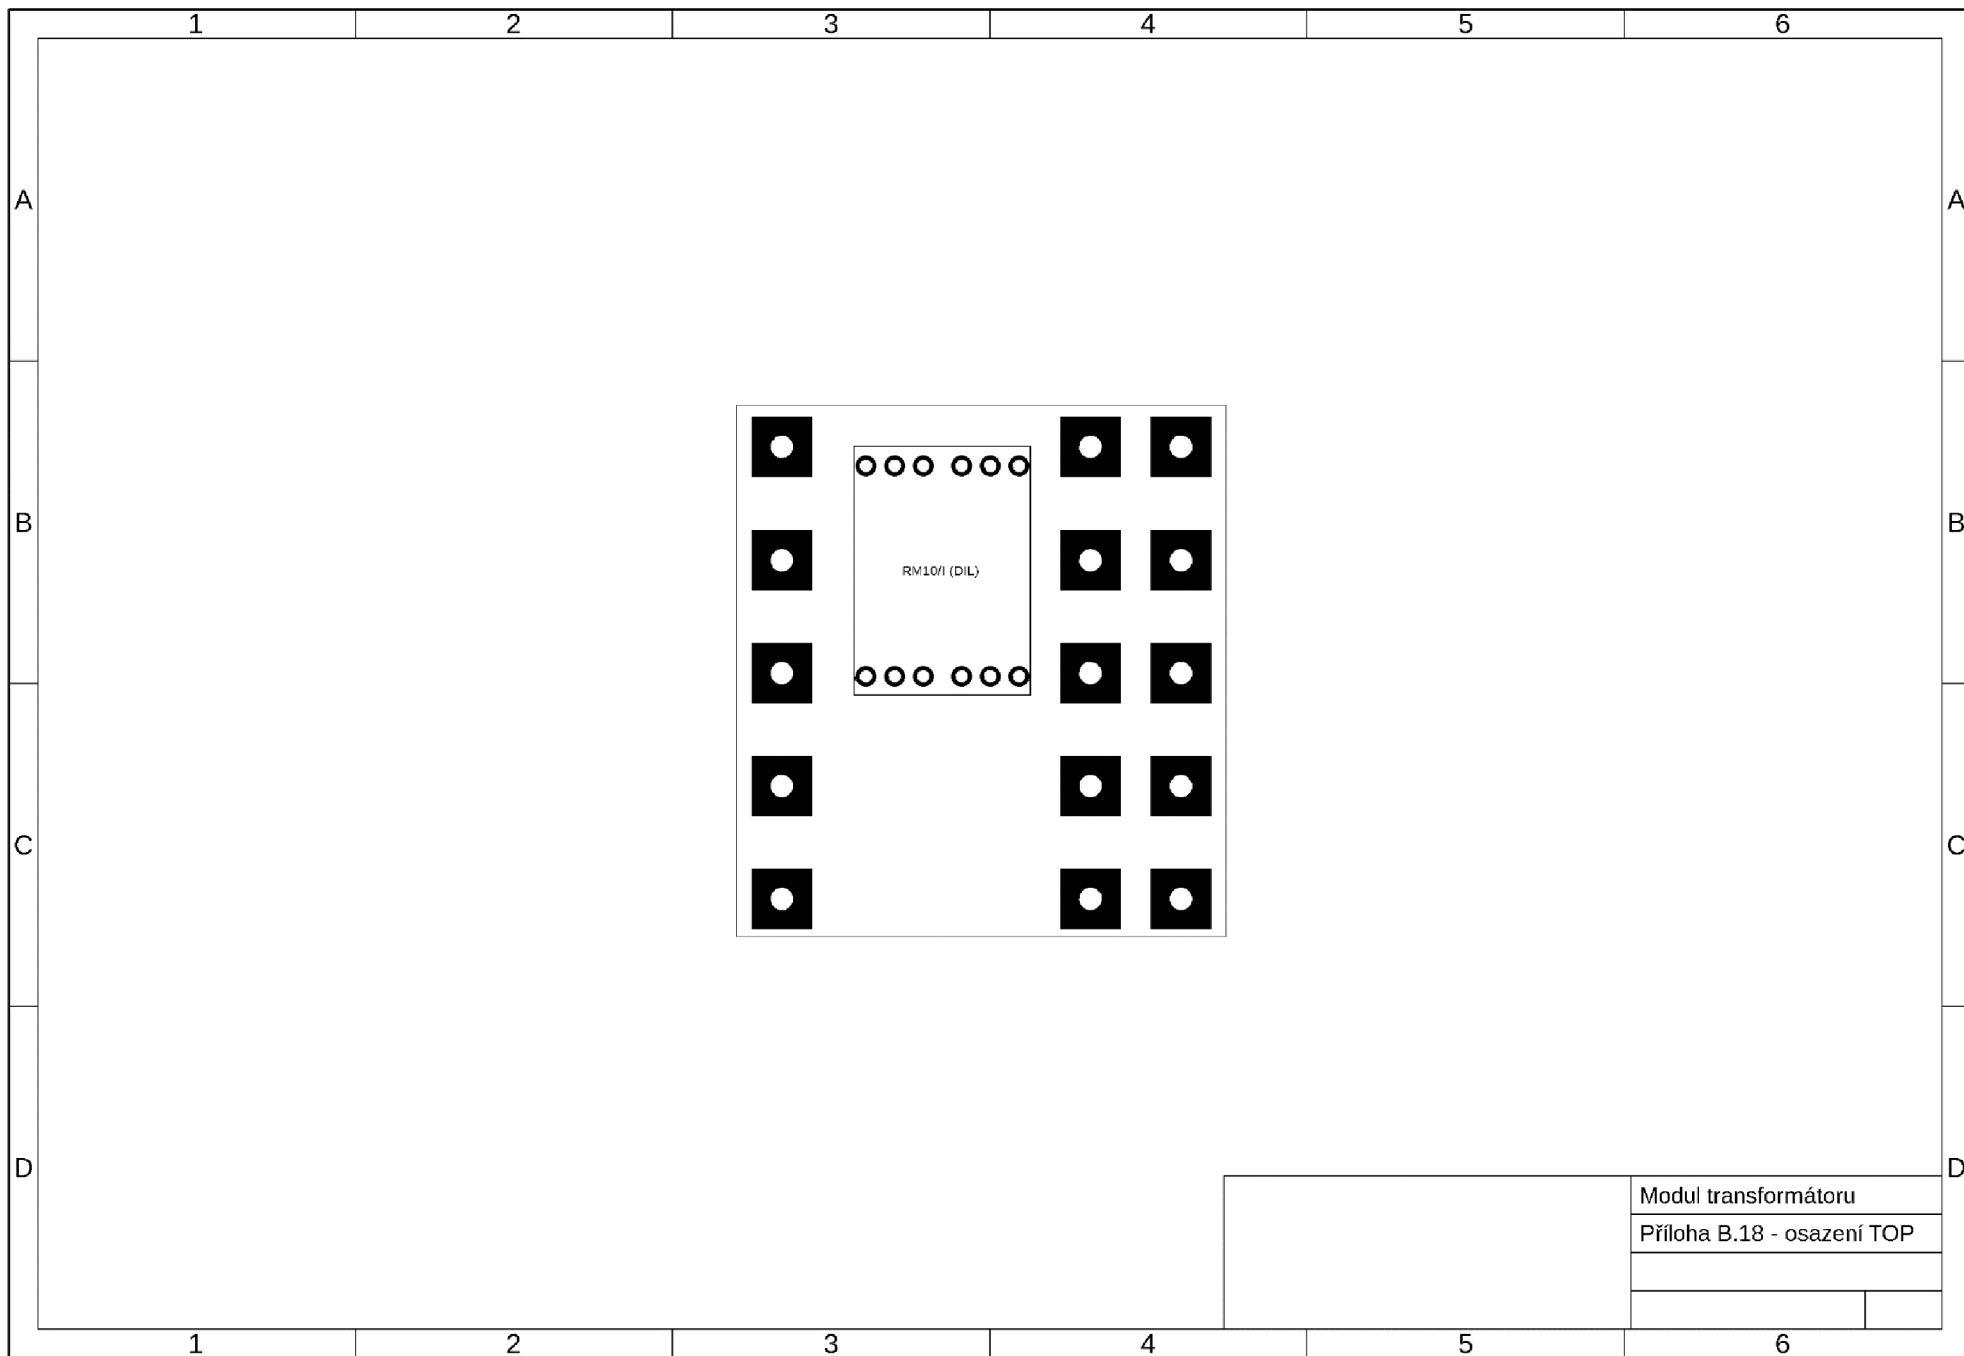 1 2 3 4 5 6
A A
B B
RM10/I (DIL)
C C
D D
Modul transformátoru
Příloha B.18 - osazení TOP
1 2 3 4 5 6